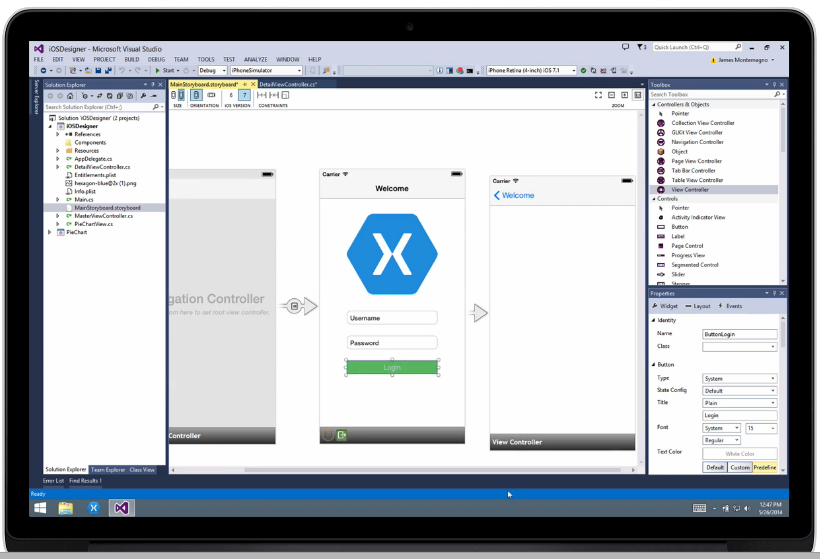 iOSDesigner - Microsoft Visual Studio
Quick Launch (Ctrl+Q)
FILE EDIT VIEW PROJECT BUILD DEBUG TEAM TOOLS TEST ANALYZE WINDOW HELP
James Montemagno
Start
Debug
iPhoneSimulator
iPhone Retina (4-inch) iOS 7.1
Server Explorer
Solution Explorer
Search Solution Explorer (Ctrl+;)
Solution 'iOSDesigner' (2 projects)
iOSDesigner
References
Components
Resources
AppDelegate.cs
DetailViewController.cs
Entitlements.plist
hexagon-blue@2x (1).png
Info.plist
Main.cs
MainStoryboard.storyboard
MasterViewController.cs
PieChartView.cs
PieChart
Solution Explorer Team Explorer Class View
MainStoryboard.storyboard*
DetailViewController.cs*
6 7
SIZE ORIENTATION iOS VERSION CONSTRAINTS
ZOOM
gation Controller
om here to set root view controller.
Controller
Carrier
Welcome
X
Username
Password
Login
Carrier
Welcome
View Controller
Toolbox
Search Toolbox
Controllers & Objects
Pointer
Collection View Controller
GLKit View Controller
Navigation Controller
Object
Page View Controller
Tab Bar Controller
Table View Controller
View Controller
Controls
Pointer
Activity Indicator View
Button
Label
Page Control
Progress View
Segmented Control
Slider
Stepper
Properties
Widget Layout Events
Identity
Name ButtonLogin
Class
Button
Type System
State Config Default
Title Plain
Login
Font System 15
Regular
Text Color White Color
Default Custom Predefine
Error List Find Results 1
Ready
12:47 PM
5/26/2014